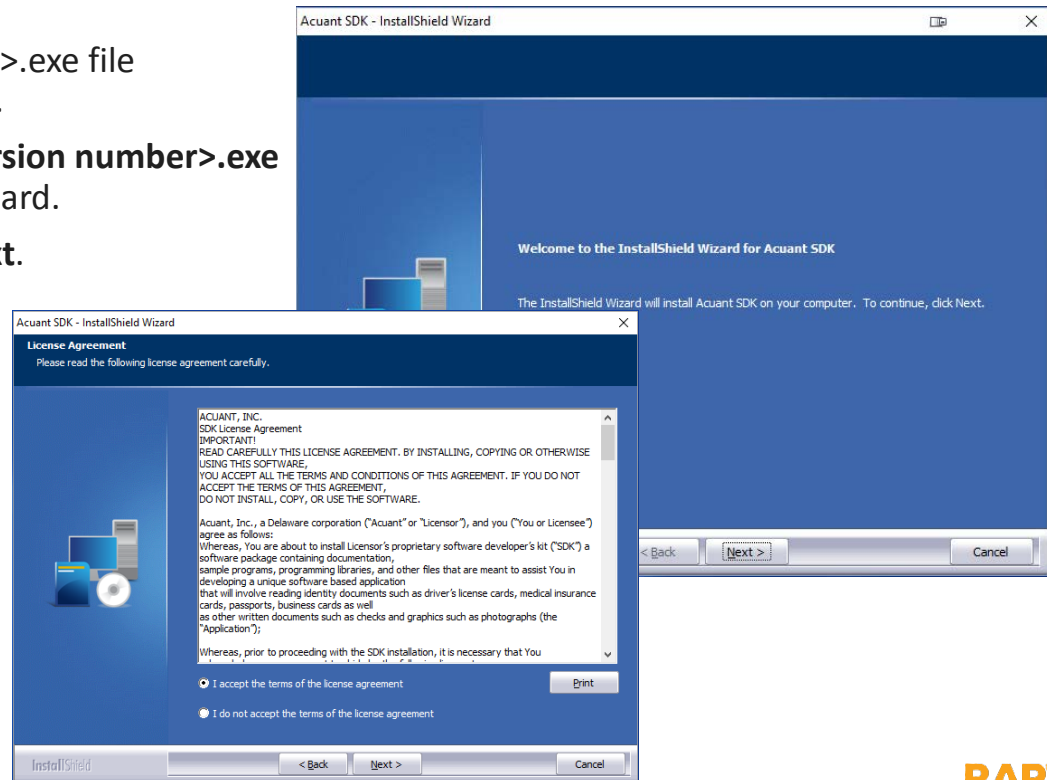 >.exe file
.
rsion number>.exe
ard.
xt.
Acuant SDK - InstallShield Wizard
Welcome to the InstallShield Wizard for Acuant SDK
The InstallShield Wizard will install Acuant SDK on your computer.  To continue, click Next.
< Back
Next >
Cancel
Acuant SDK - InstallShield Wizard
License Agreement
Please read the following license agreement carefully.
ACUANT, INC.
SDK License Agreement
IMPORTANT!
READ CAREFULLY THIS LICENSE AGREEMENT. BY INSTALLING, COPYING OR OTHERWISE
USING THIS SOFTWARE,
YOU ACCEPT ALL THE TERMS AND CONDITIONS OF THIS AGREEMENT. IF YOU DO NOT
ACCEPT THE TERMS OF THIS AGREEMENT,
DO NOT INSTALL, COPY, OR USE THE SOFTWARE.
Acuant, Inc., a Delaware corporation ("Acuant" or "Licensor"), and you ("You or Licensee")
agree as follows:
Whereas, You are about to install Licensor's proprietary software developer's kit ("SDK") a
software package containing documentation,
sample programs, programming libraries, and other files that are meant to assist You in
developing a unique software based application
that will involve reading identity documents such as driver's license cards, medical insurance
cards, passports, business cards as well
as other written documents such as checks and graphics such as photographs (the
"Application");
Whereas, prior to proceeding with the SDK installation, it is necessary that You
I accept the terms of the license agreement
Print
I do not accept the terms of the license agreement
InstallShield
< Back
Next >
Cancel